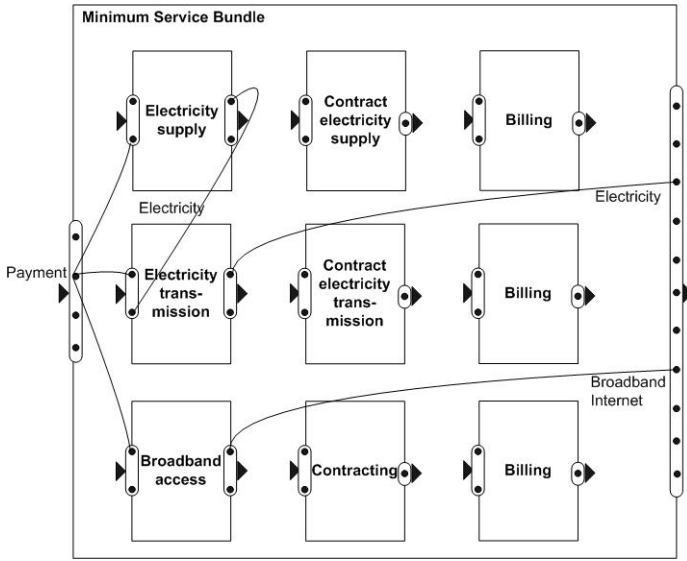 Minimum Service Bundle
Electricity
supply
Contract
electricity
supply
Billing
Electricity
Electricity
Payment
Electricity
trans-
mission
Contract
electricity
trans-
mission
Billing
Broadband
Internet
Broadband
access
Contracting
Billing